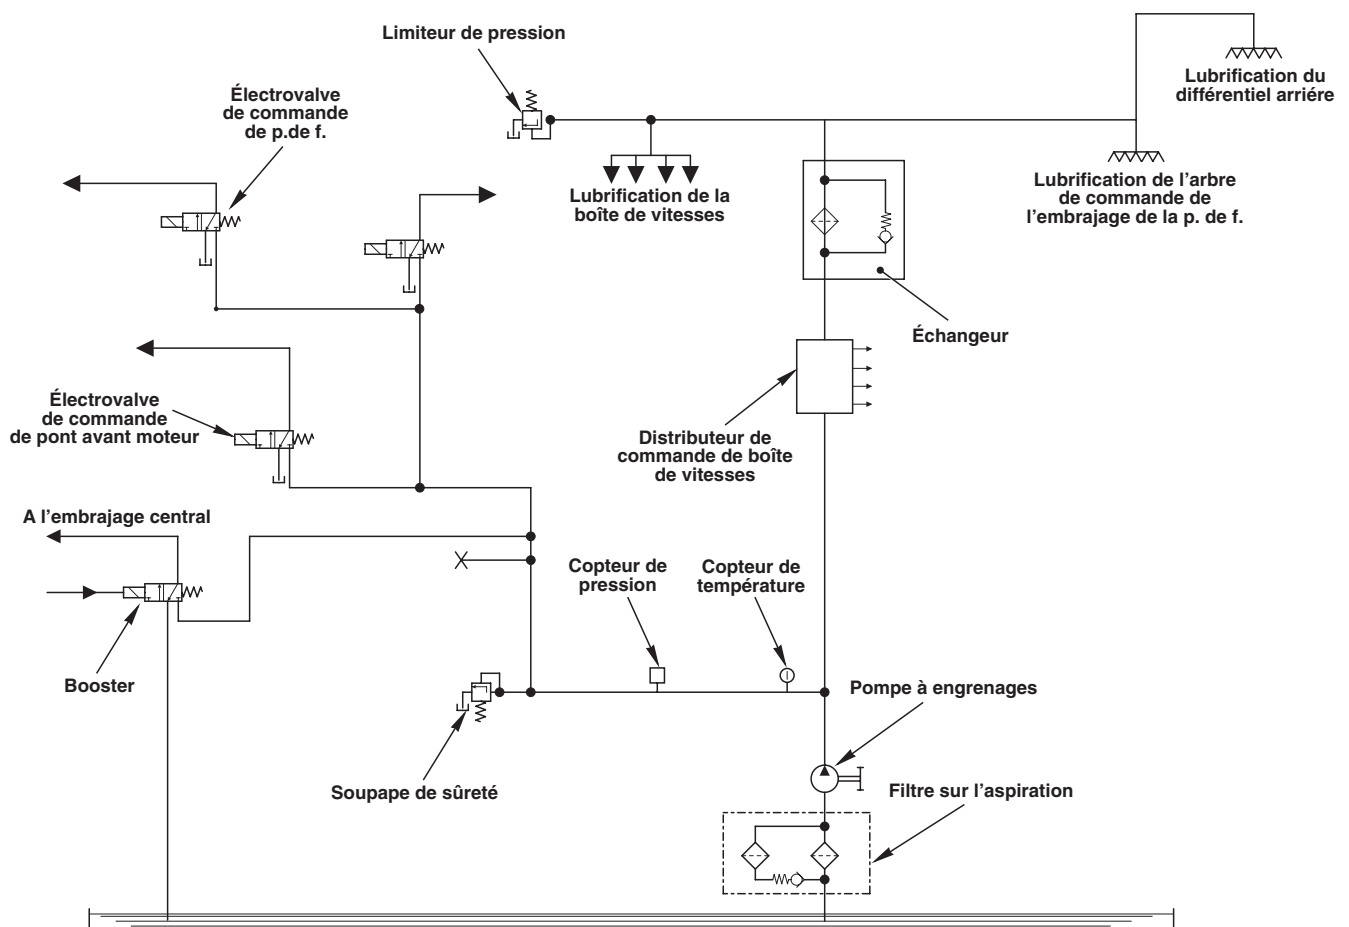 Limiteur de pression
Lubrification du
différentiel arriére
Électrovalve
de commande
de p.de f.
Lubrification de la
boîte de vitesses
Lubrification de l’arbre
de commande de
l’embrajage de la p. de f.
Échangeur
Électrovalve
de commande
de pont avant moteur
Distributeur de
commande de boîte
de vitesses
A l’embrajage central
Copteur de
pression
Copteur de
température
Booster
Pompe à engrenages
Soupape de sûreté
Filtre sur l’aspiration